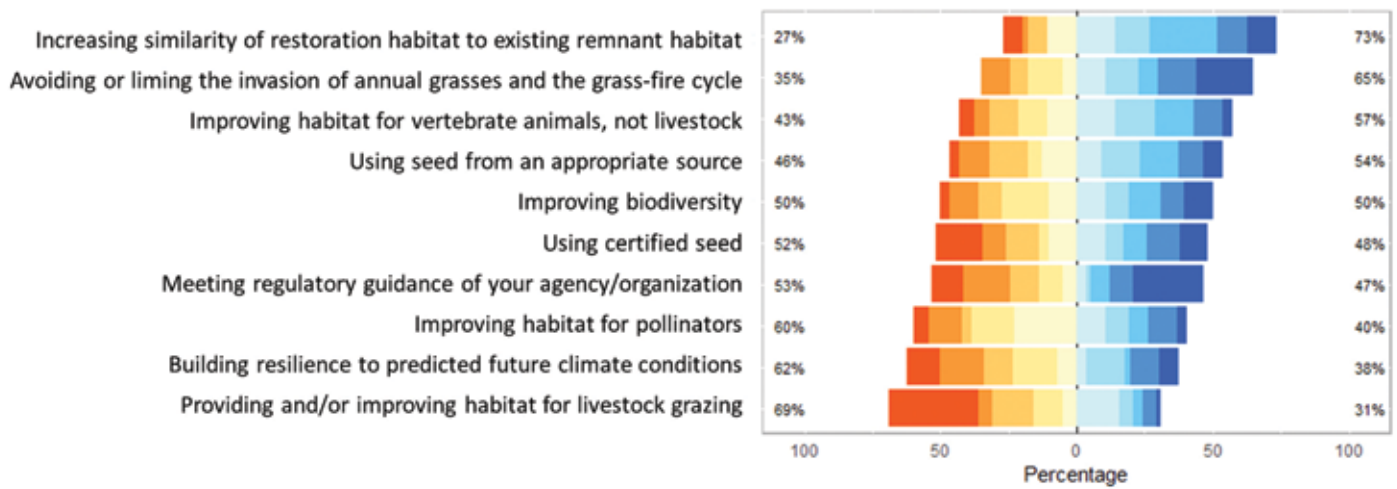 Increasing similarity of restoration habitat to existing remnant habitat 27% 73%
Avoiding or liming the invasion of annual grasses and the grass-fire cycle 35% 65%
Improving habitat for vertebrate animals, not livestock 43% 57%
Using seed from an appropriate source 46% 54%
Improving biodiversity 50% 50%
Using certified seed 52% 48%
Meeting regulatory guidance of your agency/organization 53% 47%
Improving habitat for pollinators 60% 40%
Building resilience to predicted future climate conditions 62% 38%
Providing and/or improving habitat for livestock grazing 69% 31%
100 50 0 50 100
Percentage